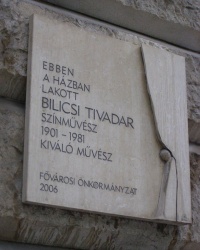 EBBEN
A HÁZBAN
LAKOTT
BILICSI TIVADAR
SZÍNMŰVÉSZ
1901-1981
KIVÁLÓ MŰVÉSZ
FŐVÁROSI ÖNKORMÁNYZAT
2006